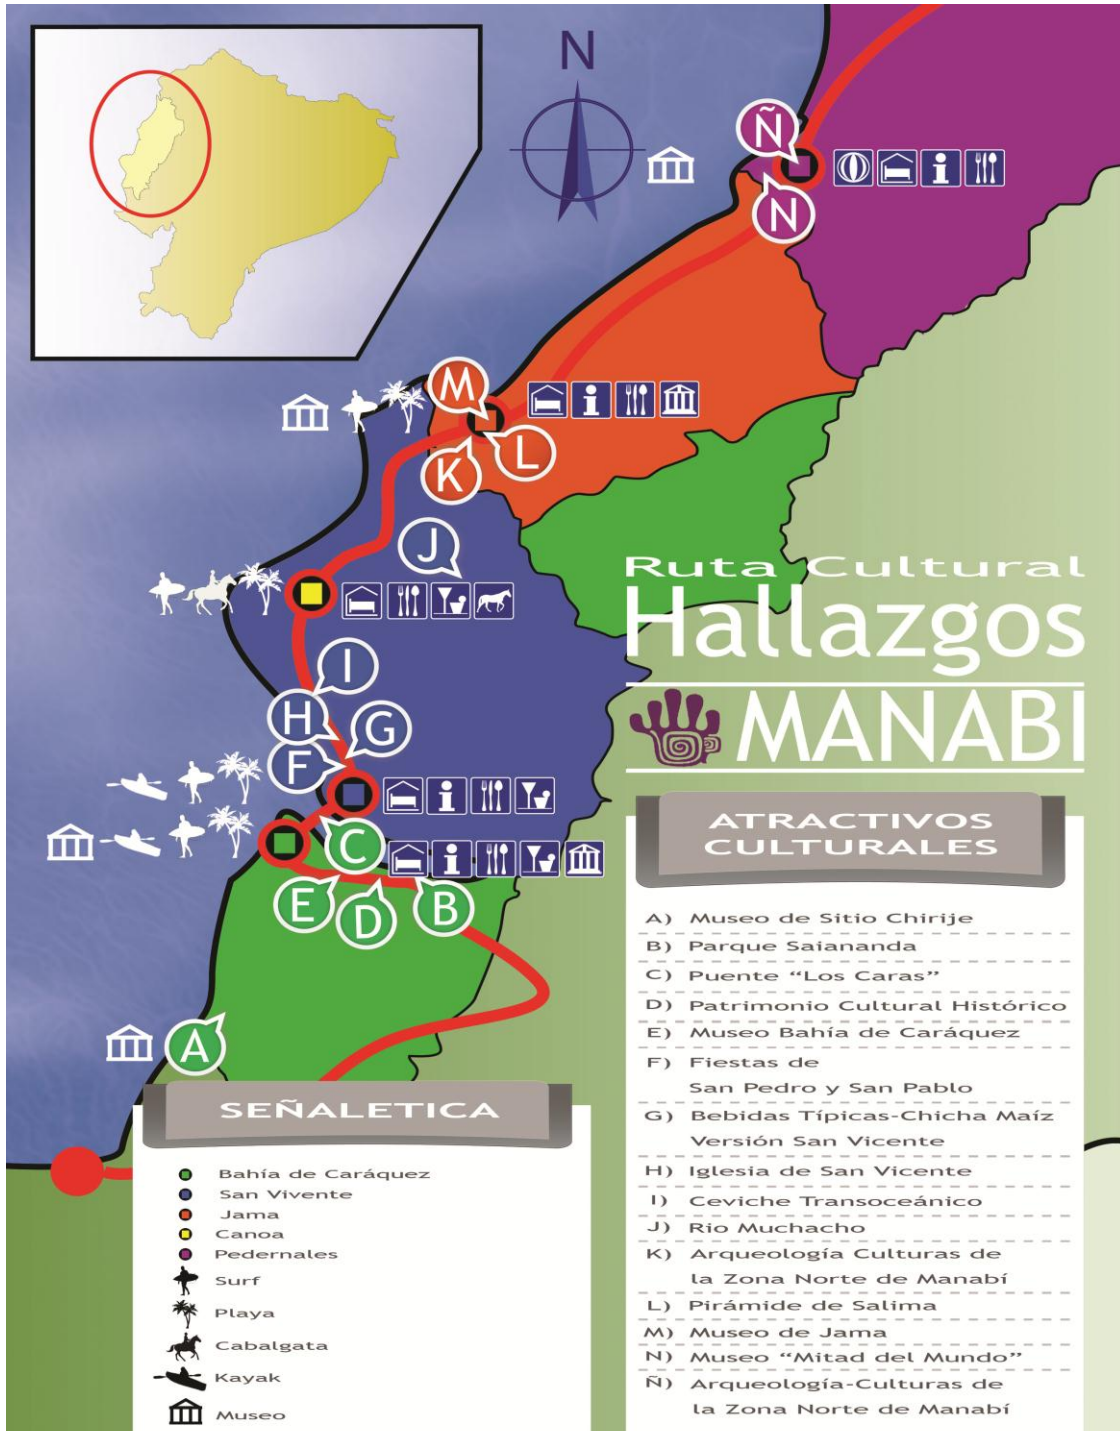 N
Ñ
N
M
L
K
J
I
H
G
F
C
E
D
B
A
Ruta Cultural
Hallazgos
MANABI
ATRACTIVOS
CULTURALES
A) Museo de Sitio Chirije
B) Parque Saiananda
C) Puente “Los Caras”
D) Patrimonio Cultural Histórico
E) Museo Bahía de Caráquez
F) Fiestas de
San Pedro y San Pablo
G) Bebidas Típicas-Chicha Maíz
Versión San Vicente
H) Iglesia de San Vicente
I) Ceviche Transoceánico
J) Rio Muchacho
K) Arqueología Culturas de
la Zona Norte de Manabí
L) Pirámide de Salima
M) Museo de Jama
N) Museo “Mitad del Mundo”
Ñ) Arqueología-Culturas de
la Zona Norte de Manabí
SEÑALETICA
Bahía de Caráquez
San Vivente
Jama
Canoa
Pedernales
Surf
Playa
Cabalgata
Kayak
Museo